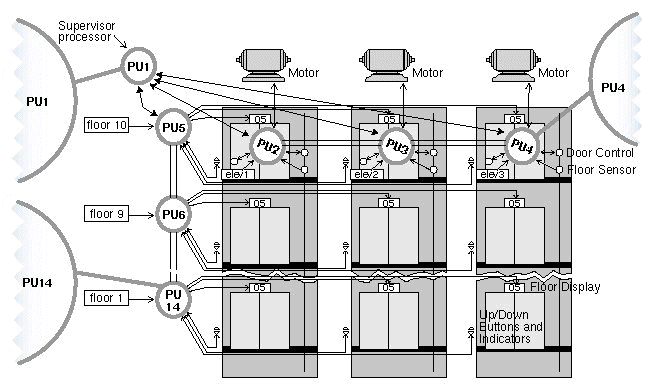 Supervisor
processor
PU1
PU1
PU4
Motor
Motor
Motor
floor 10
PU5
05
05
05
PU2
PU3
PU4
Door Control
Floor Sensor
elev1
elev2
elev3
floor 9
PU6
05
05
05
PU14
floor 1
PU
14
05
05
05
Floor Display
Up/Down
Buttons and
Indicators